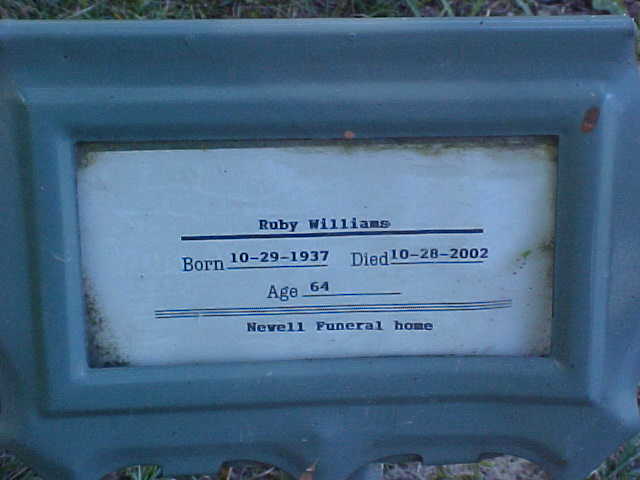 Ruby Williams
Born 10-29-1937 Died 10-28-2002
Age 64
Newell Funeral home